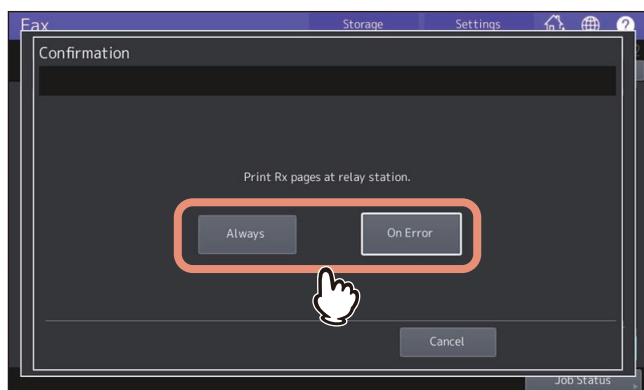 Fax
Storage
Settings
?
Confirmation
Print Rx pages at relay station.
Always
On Error
Cancel
Job Status